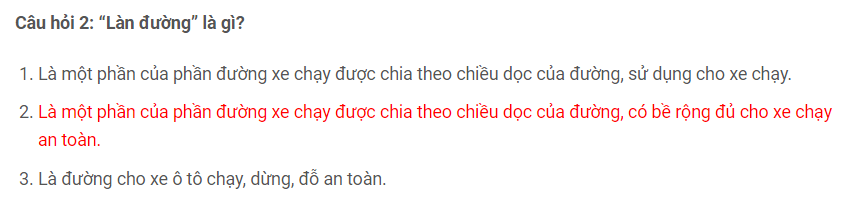 Câu hỏi 2: “Làn đường” là gì?
1. Là một phần của phần đường xe chạy được chia theo chiều dọc của đường, sử dụng cho xe chạy.
2. Là một phần của phần đường xe chạy được chia theo chiều dọc của đường, có bề rộng đủ cho xe chạy
an toàn.
3. Là đường cho xe ô tô chạy, dừng, đỗ an toàn.